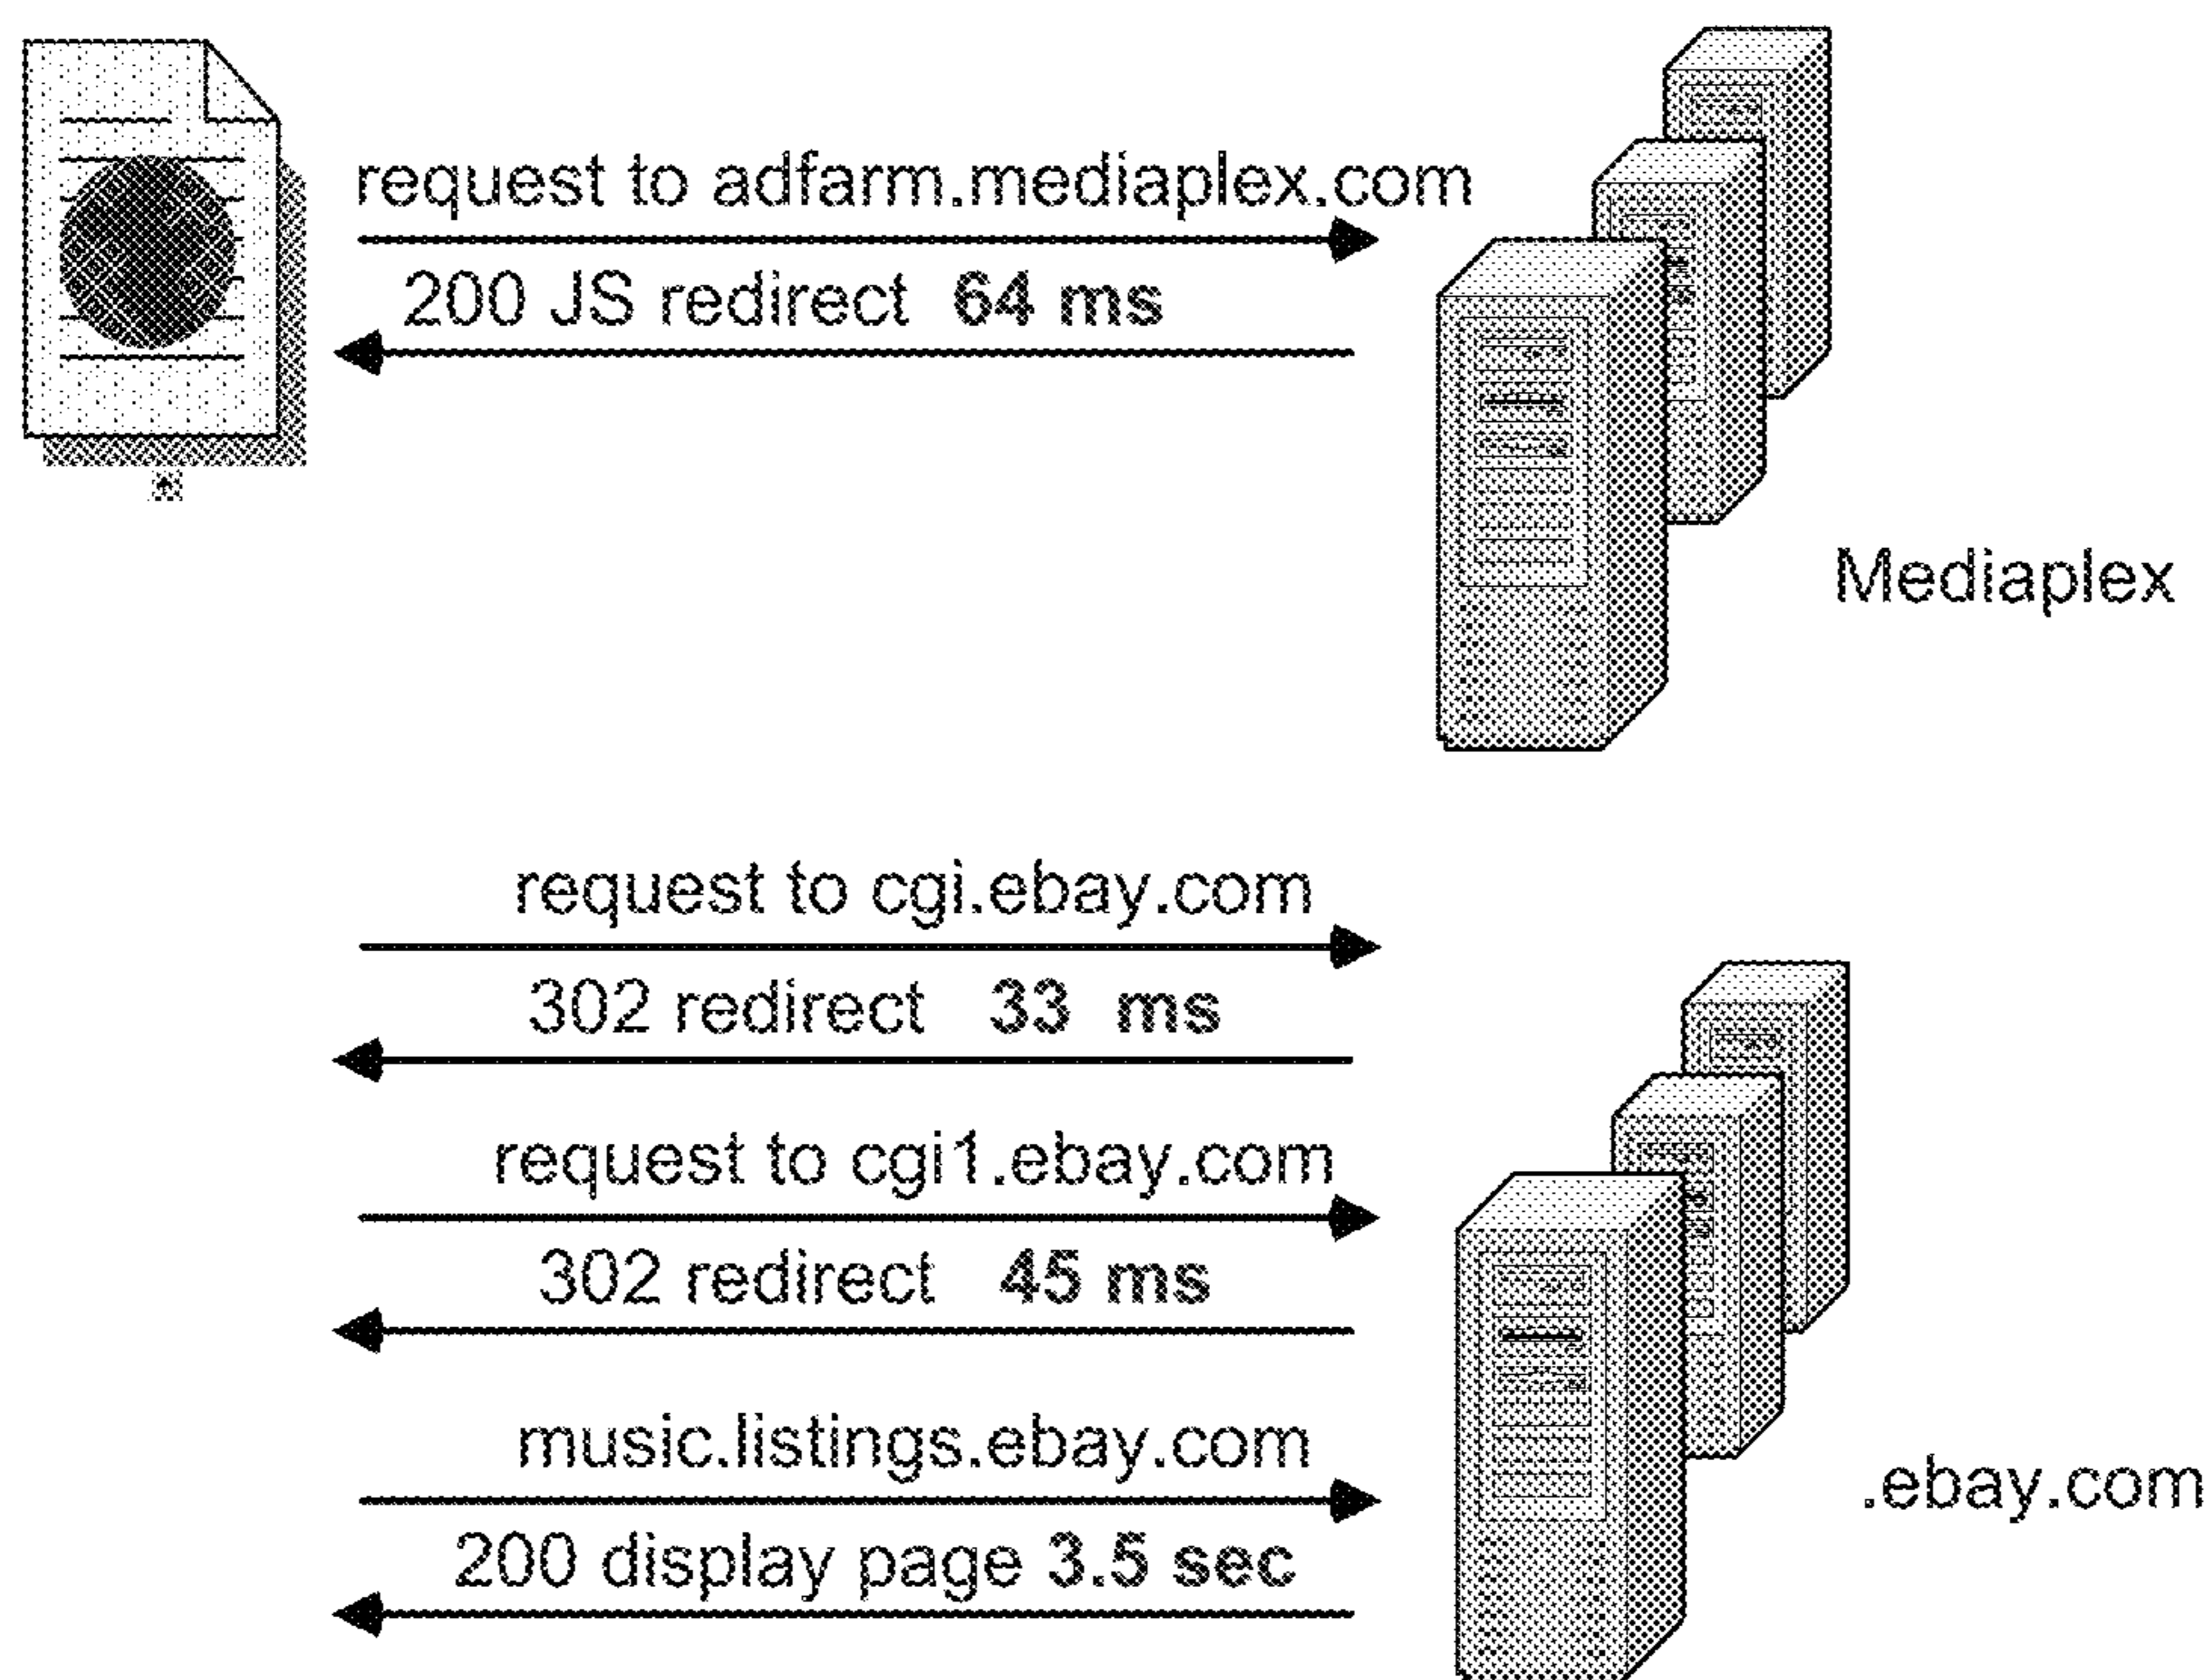 request to adfarm.mediaplex.com
200 JS redirect 64 ms
Mediaplex
request to cgi.ebay.com
302 redirect 33 ms
request to cgi1.ebay.com
302 redirect 45 ms
music.listings.ebay.com
.ebay.com
200 display page 3.5 sec